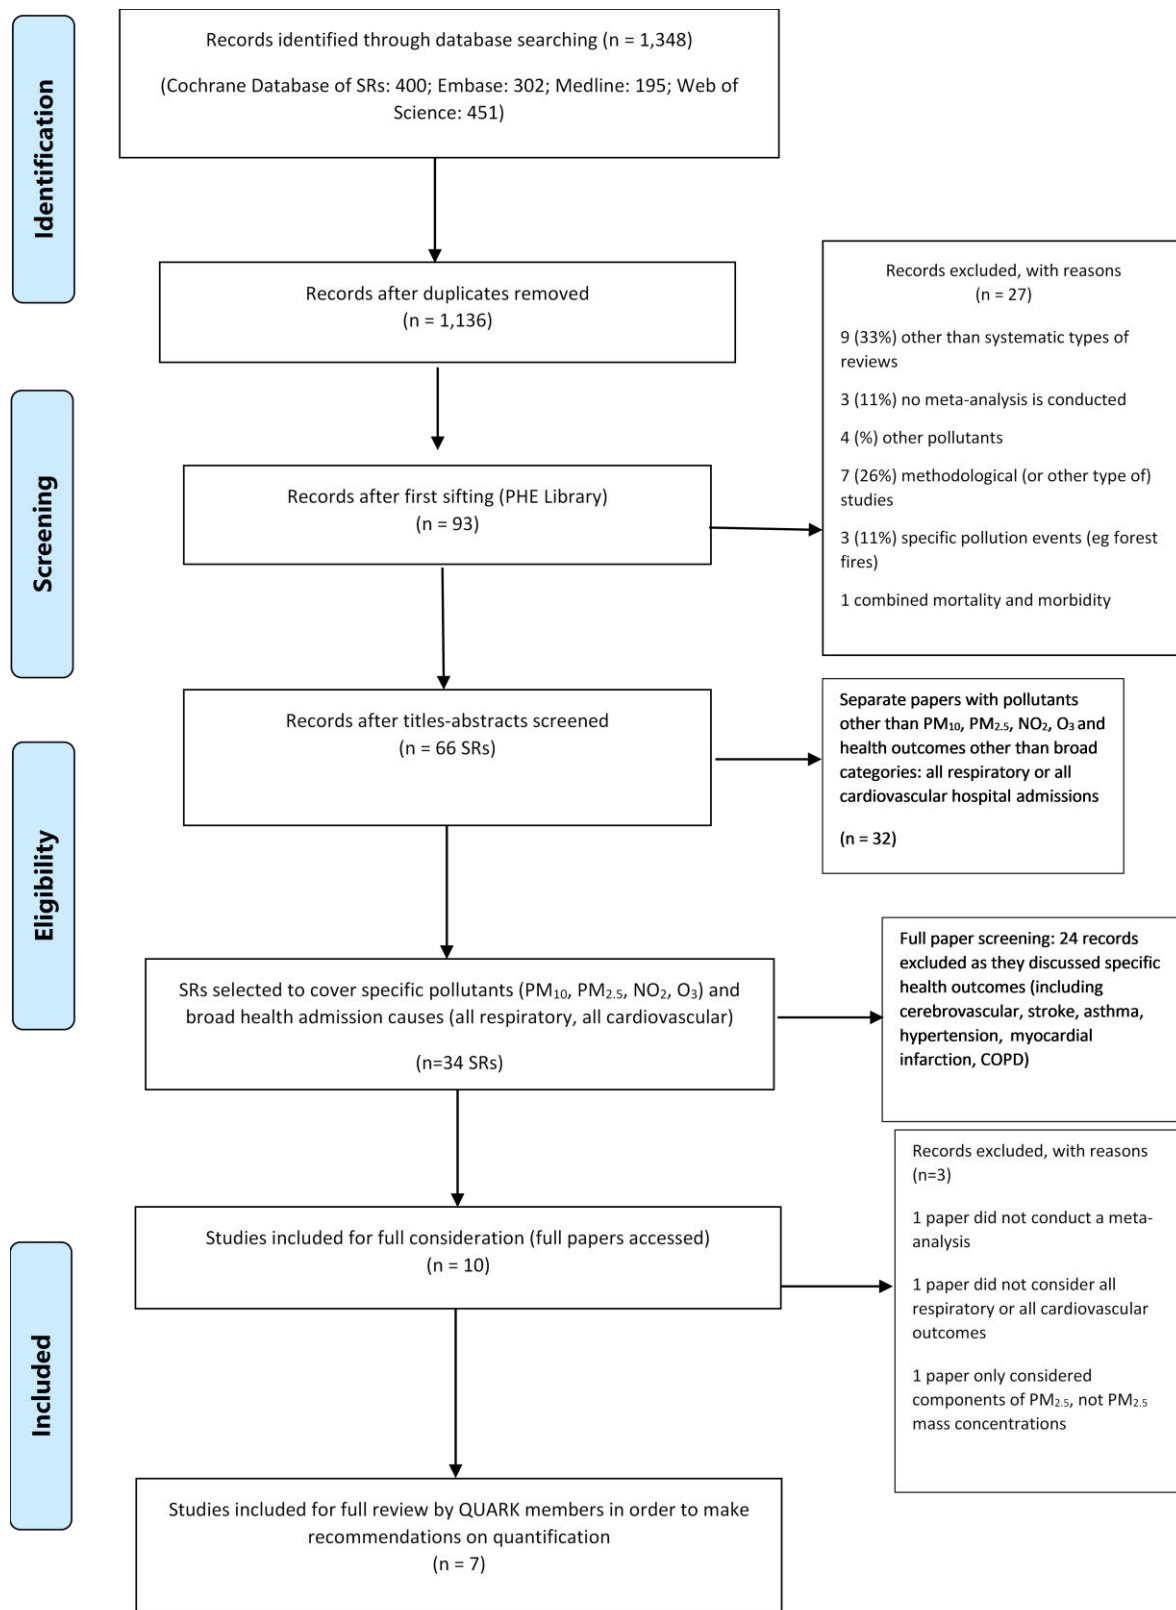 Identification
Records identified through database searching (n = 1,348)
(Cochrane Database of SRs: 400; Embase: 302; Medline: 195; Web of
Science: 451)
Records after duplicates removed
(n = 1,136)
Records excluded, with reasons
(n = 27)
9 (33%) other than systematic types of
reviews
3 (11%) no meta-analysis is conducted
4 (%) other pollutants
7 (26%) methodological (or other type of)
studies
3 (11%) specific pollution events (eg forest
fires)
1 combined mortality and morbidity
Screening
Records after first sifting (PHE Library)
(n = 93)
Records after titles-abstracts screened
(n = 66 SRs)
Separate papers with pollutants
other than PM₁₀, PM₂.₅, NO₂, O₃ and
health outcomes other than broad
categories: all respiratory or all
cardiovascular hospital admissions
(n = 32)
Eligibility
SRs selected to cover specific pollutants (PM₁₀, PM₂.₅, NO₂, O₃) and
broad health admission causes (all respiratory, all cardiovascular)
(n=34 SRs)
Full paper screening: 24 records
excluded as they discussed specific
health outcomes (including
cerebrovascular, stroke, asthma,
hypertension, myocardial
infarction, COPD)
Included
Studies included for full consideration (full papers accessed)
(n = 10)
Records excluded, with reasons
(n=3)
1 paper did not conduct a meta-
analysis
1 paper did not consider all
respiratory or all cardiovascular
outcomes
1 paper only considered
components of PM₂.₅, not PM₂.₅
mass concentrations
Studies included for full review by QUARK members in order to make
recommendations on quantification
(n = 7)